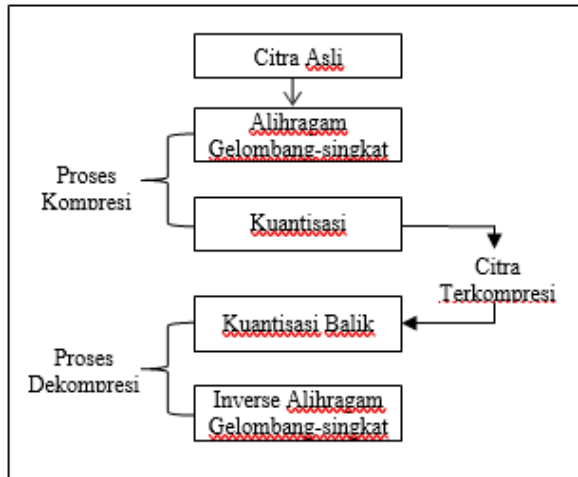 Citra Asli
Alihragam
Gelombang-singkat
Proses
Kompresi
Kuantisasi
Citra
Terkompresi
Kuantisasi Balik
Proses
Dekompresi
Inverse Alihragam
Gelombang-singkat